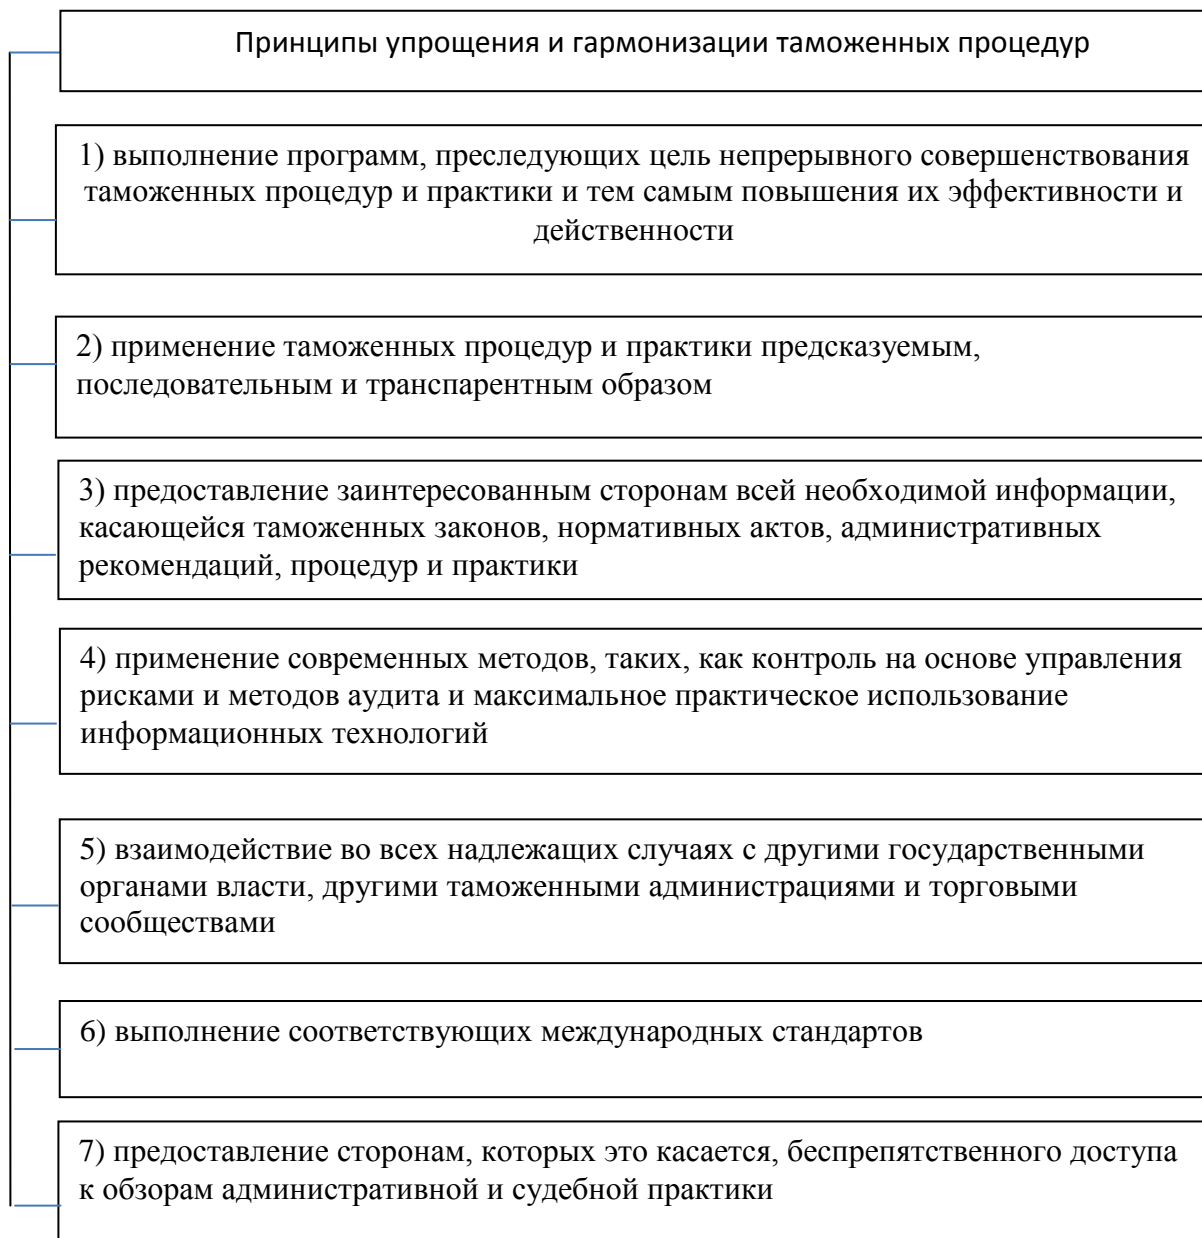 Принципы упрощения и гармонизации таможенных процедур
1) выполнение программ, преследующих цель непрерывного совершенствования
таможенных процедур и практики и тем самым повышения их эффективности и
действенности
2) применение таможенных процедур и практики предсказуемым,
последовательным и транспарентным образом
3) предоставление заинтересованным сторонам всей необходимой информации,
касающейся таможенных законов, нормативных актов, административных
рекомендаций, процедур и практики
4) применение современных методов, таких, как контроль на основе управления
рисками и методов аудита и максимальное практическое использование
информационных технологий
5) взаимодействие во всех надлежащих случаях с другими государственными
органами власти, другими таможенными администрациями и торговыми
сообществами
6) выполнение соответствующих международных стандартов
7) предоставление сторонам, которых это касается, беспрепятственного доступа
к обзорам административной и судебной практики